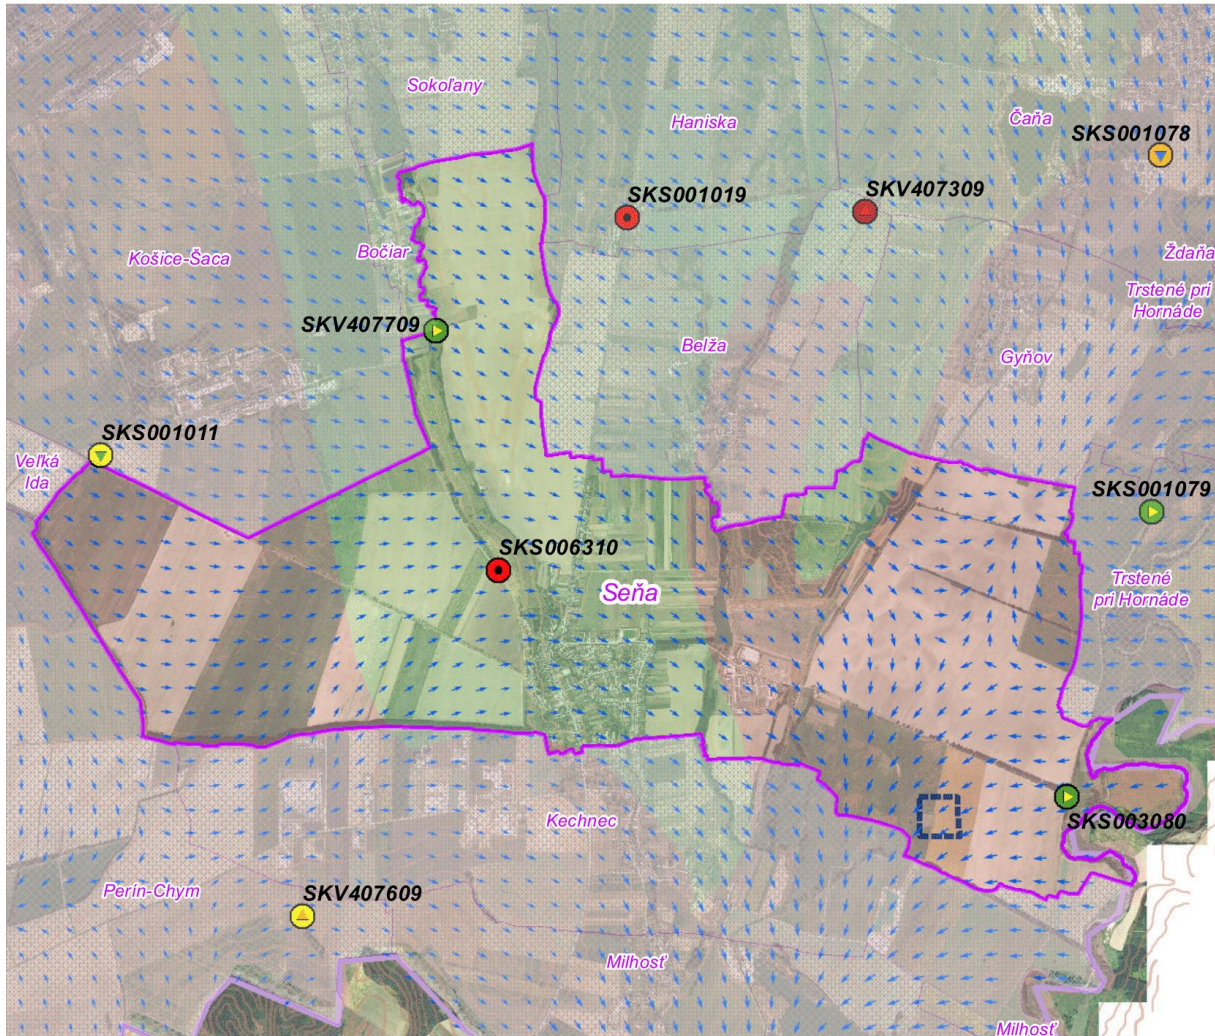 Sokoľany
Haniska
Čaňa
SKS001078
SKS001019
SKV407309
Košice-Šaca
Bočiar
Ždaňa
Trstené pri
Hornáde
SKV407709
Belža
Gyňov
SKS001011
Veľká
Ida
SKS001079
SKS006310
Seňa
Trstené
pri Hornáde
Kechnec
SKS003080
Perín-Chym
SKV407609
Milhosť
Milhosť